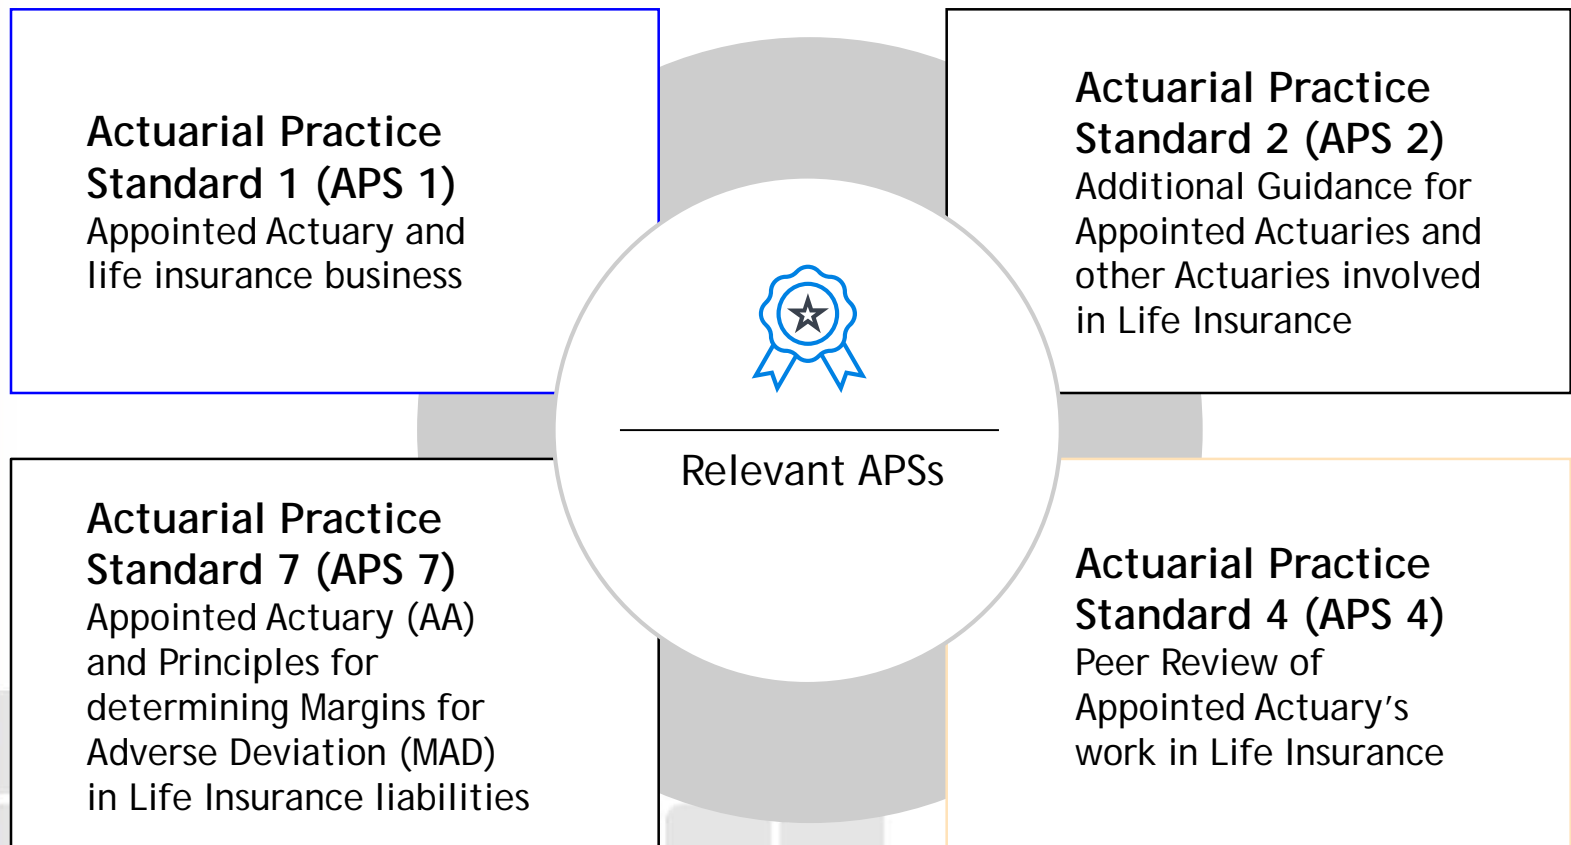 Actuarial Practice
Standard 1 (APS 1)
Appointed Actuary and
life insurance business
Actuarial Practice
Standard 2 (APS 2)
Additional Guidance for
Appointed Actuaries and
other Actuaries involved
in Life Insurance
Relevant APSs
Actuarial Practice
Standard 7 (APS 7)
Appointed Actuary (AA)
and Principles for
determining Margins for
Adverse Deviation (MAD)
in Life Insurance liabilities
Actuarial Practice
Standard 4 (APS 4)
Peer Review of
Appointed Actuary’s
work in Life Insurance